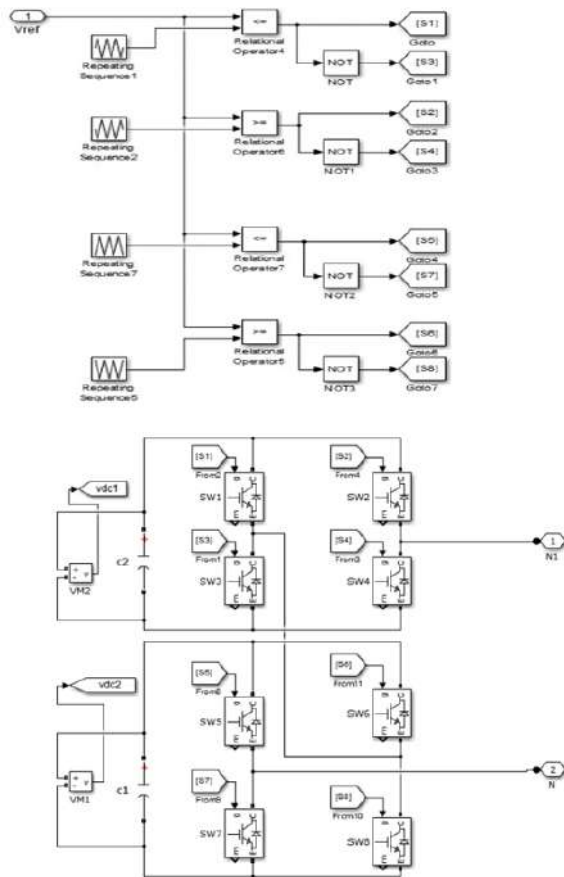 1
Vref
<=
[S1]
Relational
Operator4
Goto
Repeating
Sequence1
NOT
[S3]
NOT
Goto1
>=
[S2]
Relational
Operator6
Goto2
Repeating
Sequence2
NOT
[S4]
NOT1
Goto3
<=
[S5]
Relational
Operator7
Goto4
Repeating
Sequence7
NOT
[S7]
NOT2
Goto5
>=
[S6]
Relational
Operator5
Goto6
Repeating
Sequence5
NOT
[S8]
NOT3
Goto7
[S1]
From2
g C
SW1
E
[S2]
From4
g C
SW2
E
vdc1
+
- v
VM2
c2
[S3]
From1
g C
SW3
E
[S4]
From3
g C
SW4
E
1
N1
vdc2
[S5]
g C
SW5
E
[S6]
From11
g C
SW6
E
2
N
+
- v
VM1
c1
[S7]
g C
SW7
E
[S8]
From10
g C
SW8
E